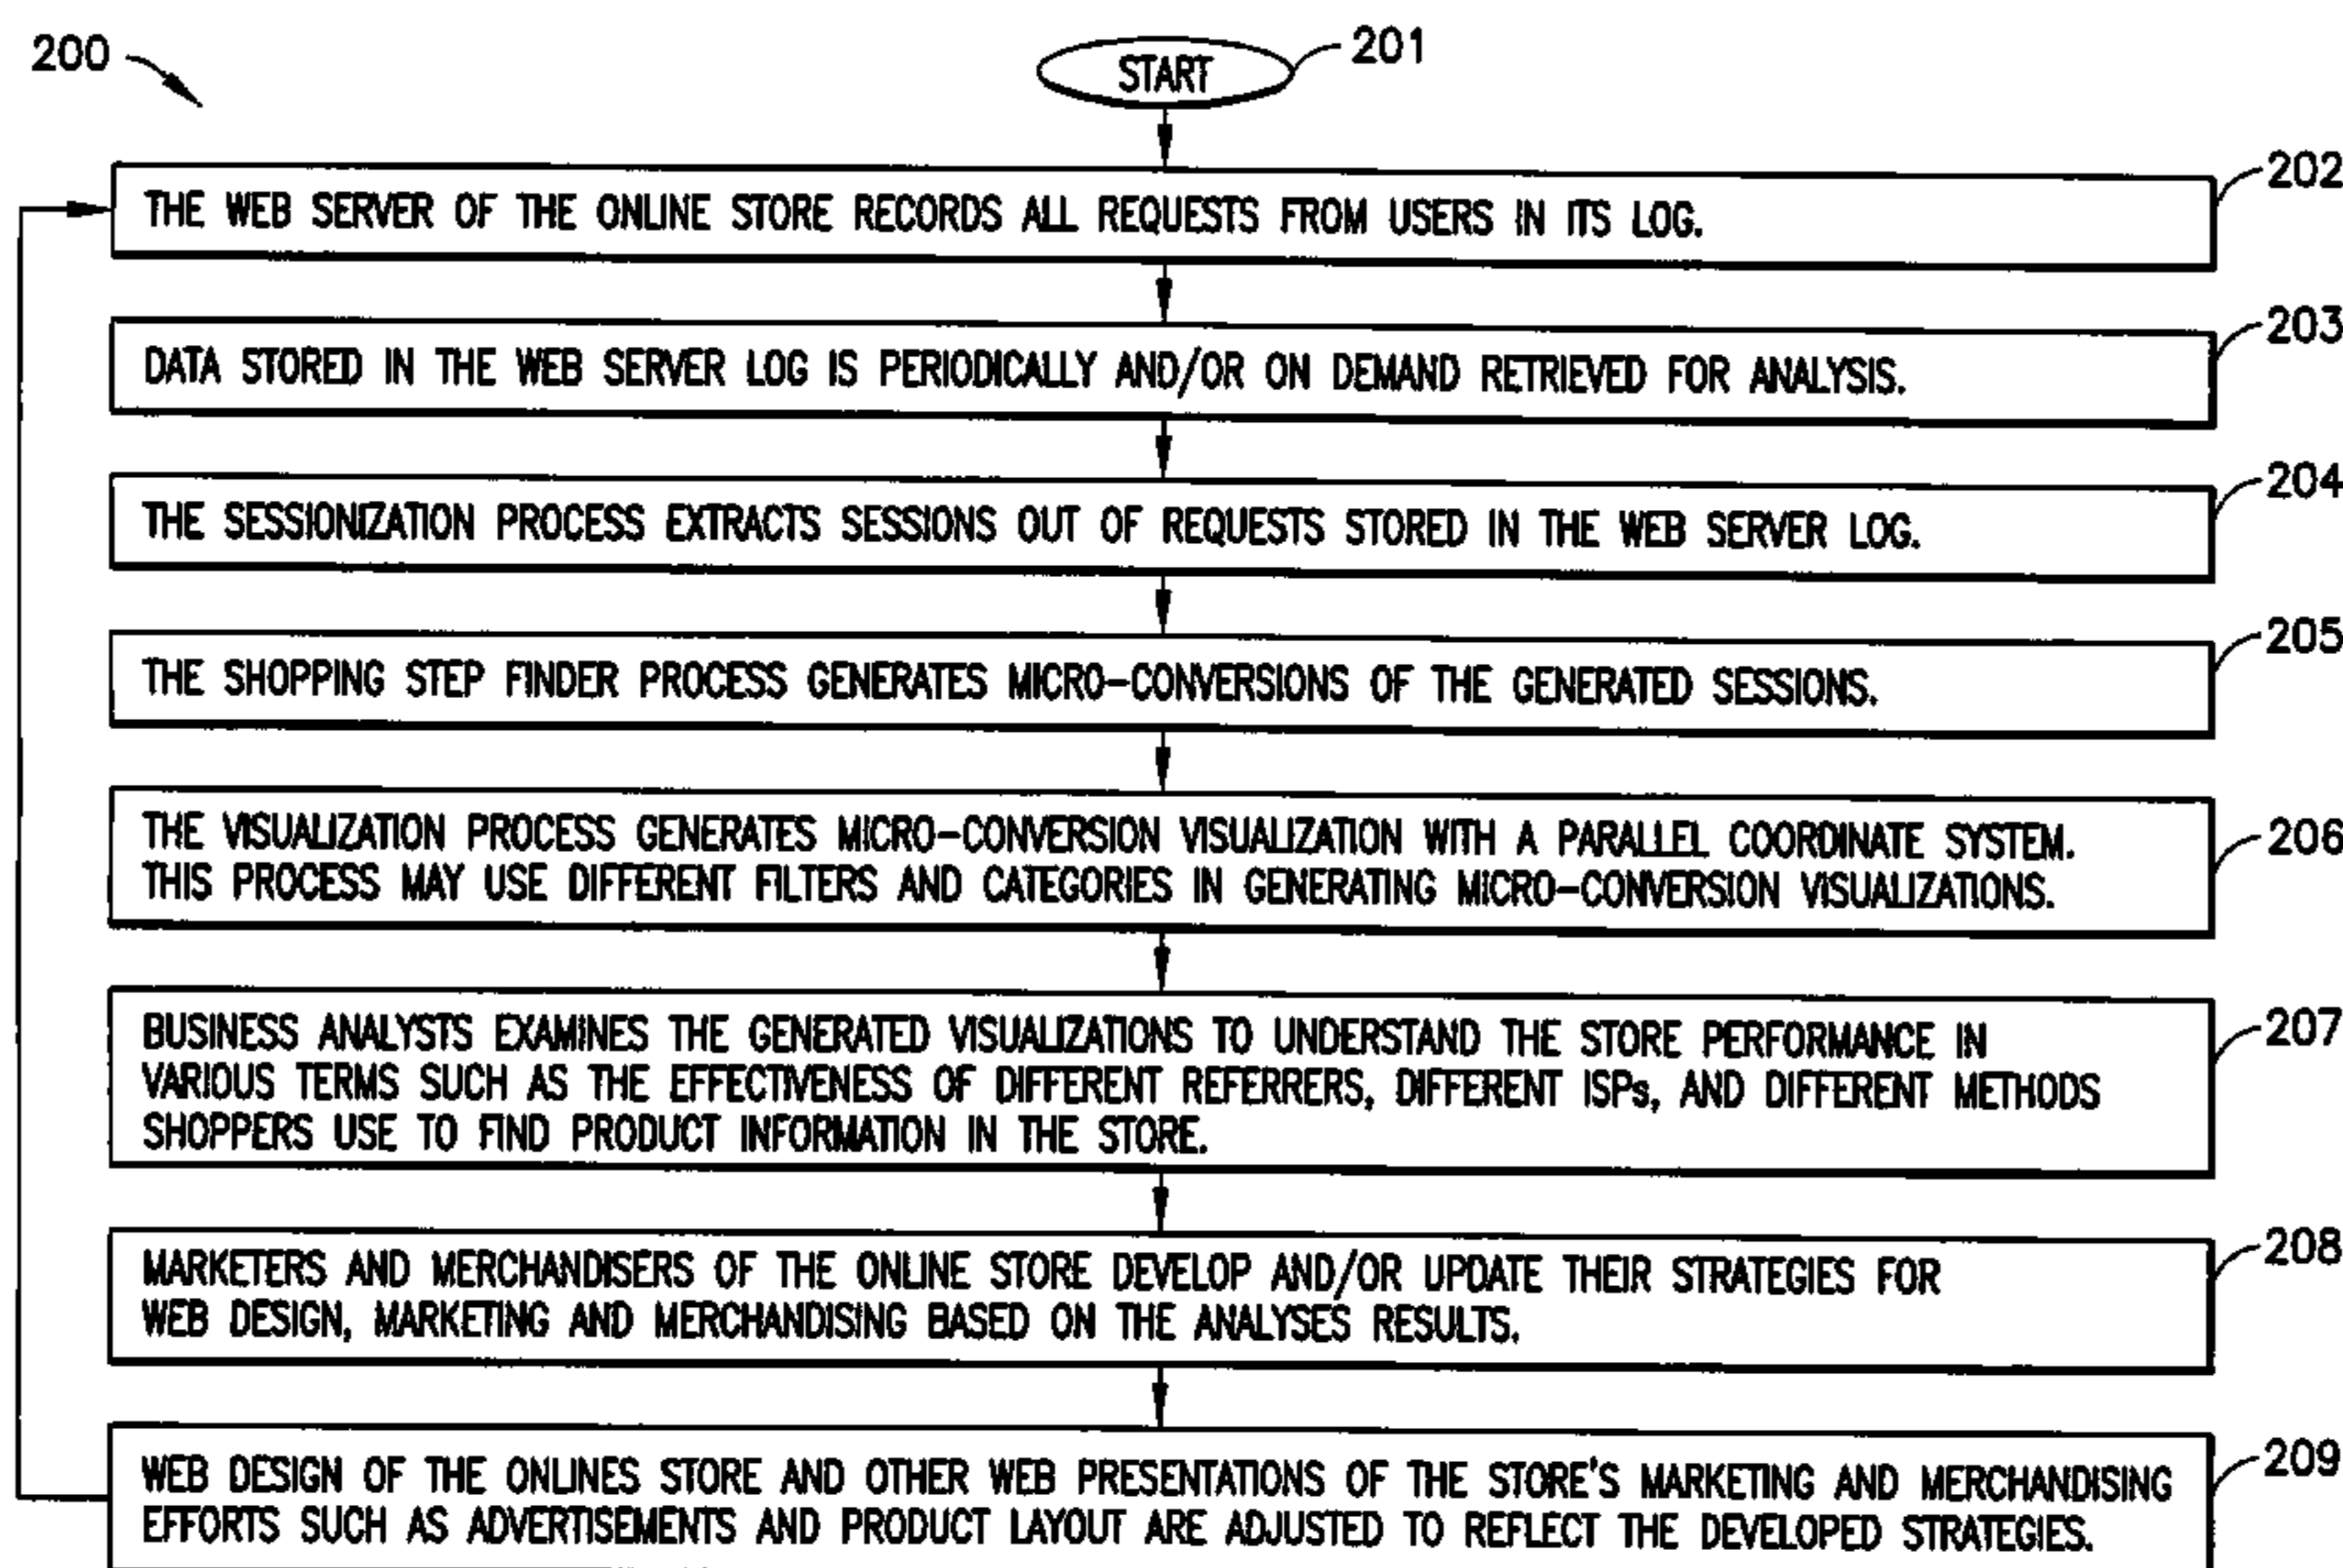 200
START
201
THE WEB SERVER OF THE ONLINE STORE RECORDS ALL REQUESTS FROM USERS IN ITS LOG.
202
DATA STORED IN THE WEB SERVER LOG IS PERIODICALLY AND/OR ON DEMAND RETRIEVED FOR ANALYSIS.
203
THE SESSIONIZATION PROCESS EXTRACTS SESSIONS OUT OF REQUESTS STORED IN THE WEB SERVER LOG.
204
THE SHOPPING STEP FINDER PROCESS GENERATES MICRO-CONVERSIONS OF THE GENERATED SESSIONS.
205
THE VISUALIZATION PROCESS GENERATES MICRO-CONVERSION VISUALIZATION WITH A PARALLEL COORDINATE SYSTEM.
THIS PROCESS MAY USE DIFFERENT FILTERS AND CATEGORIES IN GENERATING MICRO-CONVERSION VISUALIZATIONS.
206
BUSINESS ANALYSTS EXAMINES THE GENERATED VISUALIZATIONS TO UNDERSTAND THE STORE PERFORMANCE IN
VARIOUS TERMS SUCH AS THE EFFECTIVENESS OF DIFFERENT REFERRERS, DIFFERENT ISPs, AND DIFFERENT METHODS
SHOPPERS USE TO FIND PRODUCT INFORMATION IN THE STORE.
207
MARKETERS AND MERCHANDISERS OF THE ONLINE STORE DEVELOP AND/OR UPDATE THEIR STRATEGIES FOR
WEB DESIGN, MARKETING AND MERCHANDISING BASED ON THE ANALYSES RESULTS.
208
WEB DESIGN OF THE ONLINES STORE AND OTHER WEB PRESENTATIONS OF THE STORE'S MARKETING AND MERCHANDISING
EFFORTS SUCH AS ADVERTISEMENTS AND PRODUCT LAYOUT ARE ADJUSTED TO REFLECT THE DEVELOPED STRATEGIES.
209